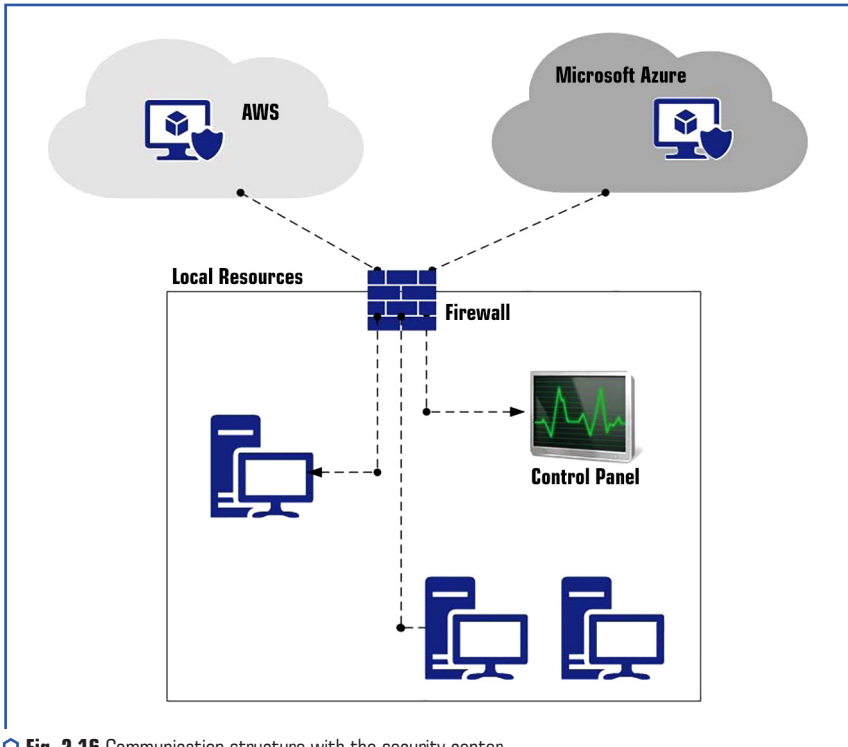 AWS
Microsoft Azure
Local Resources
Firewall
Control Panel
Fig. 2.16 Communication structure with the security center